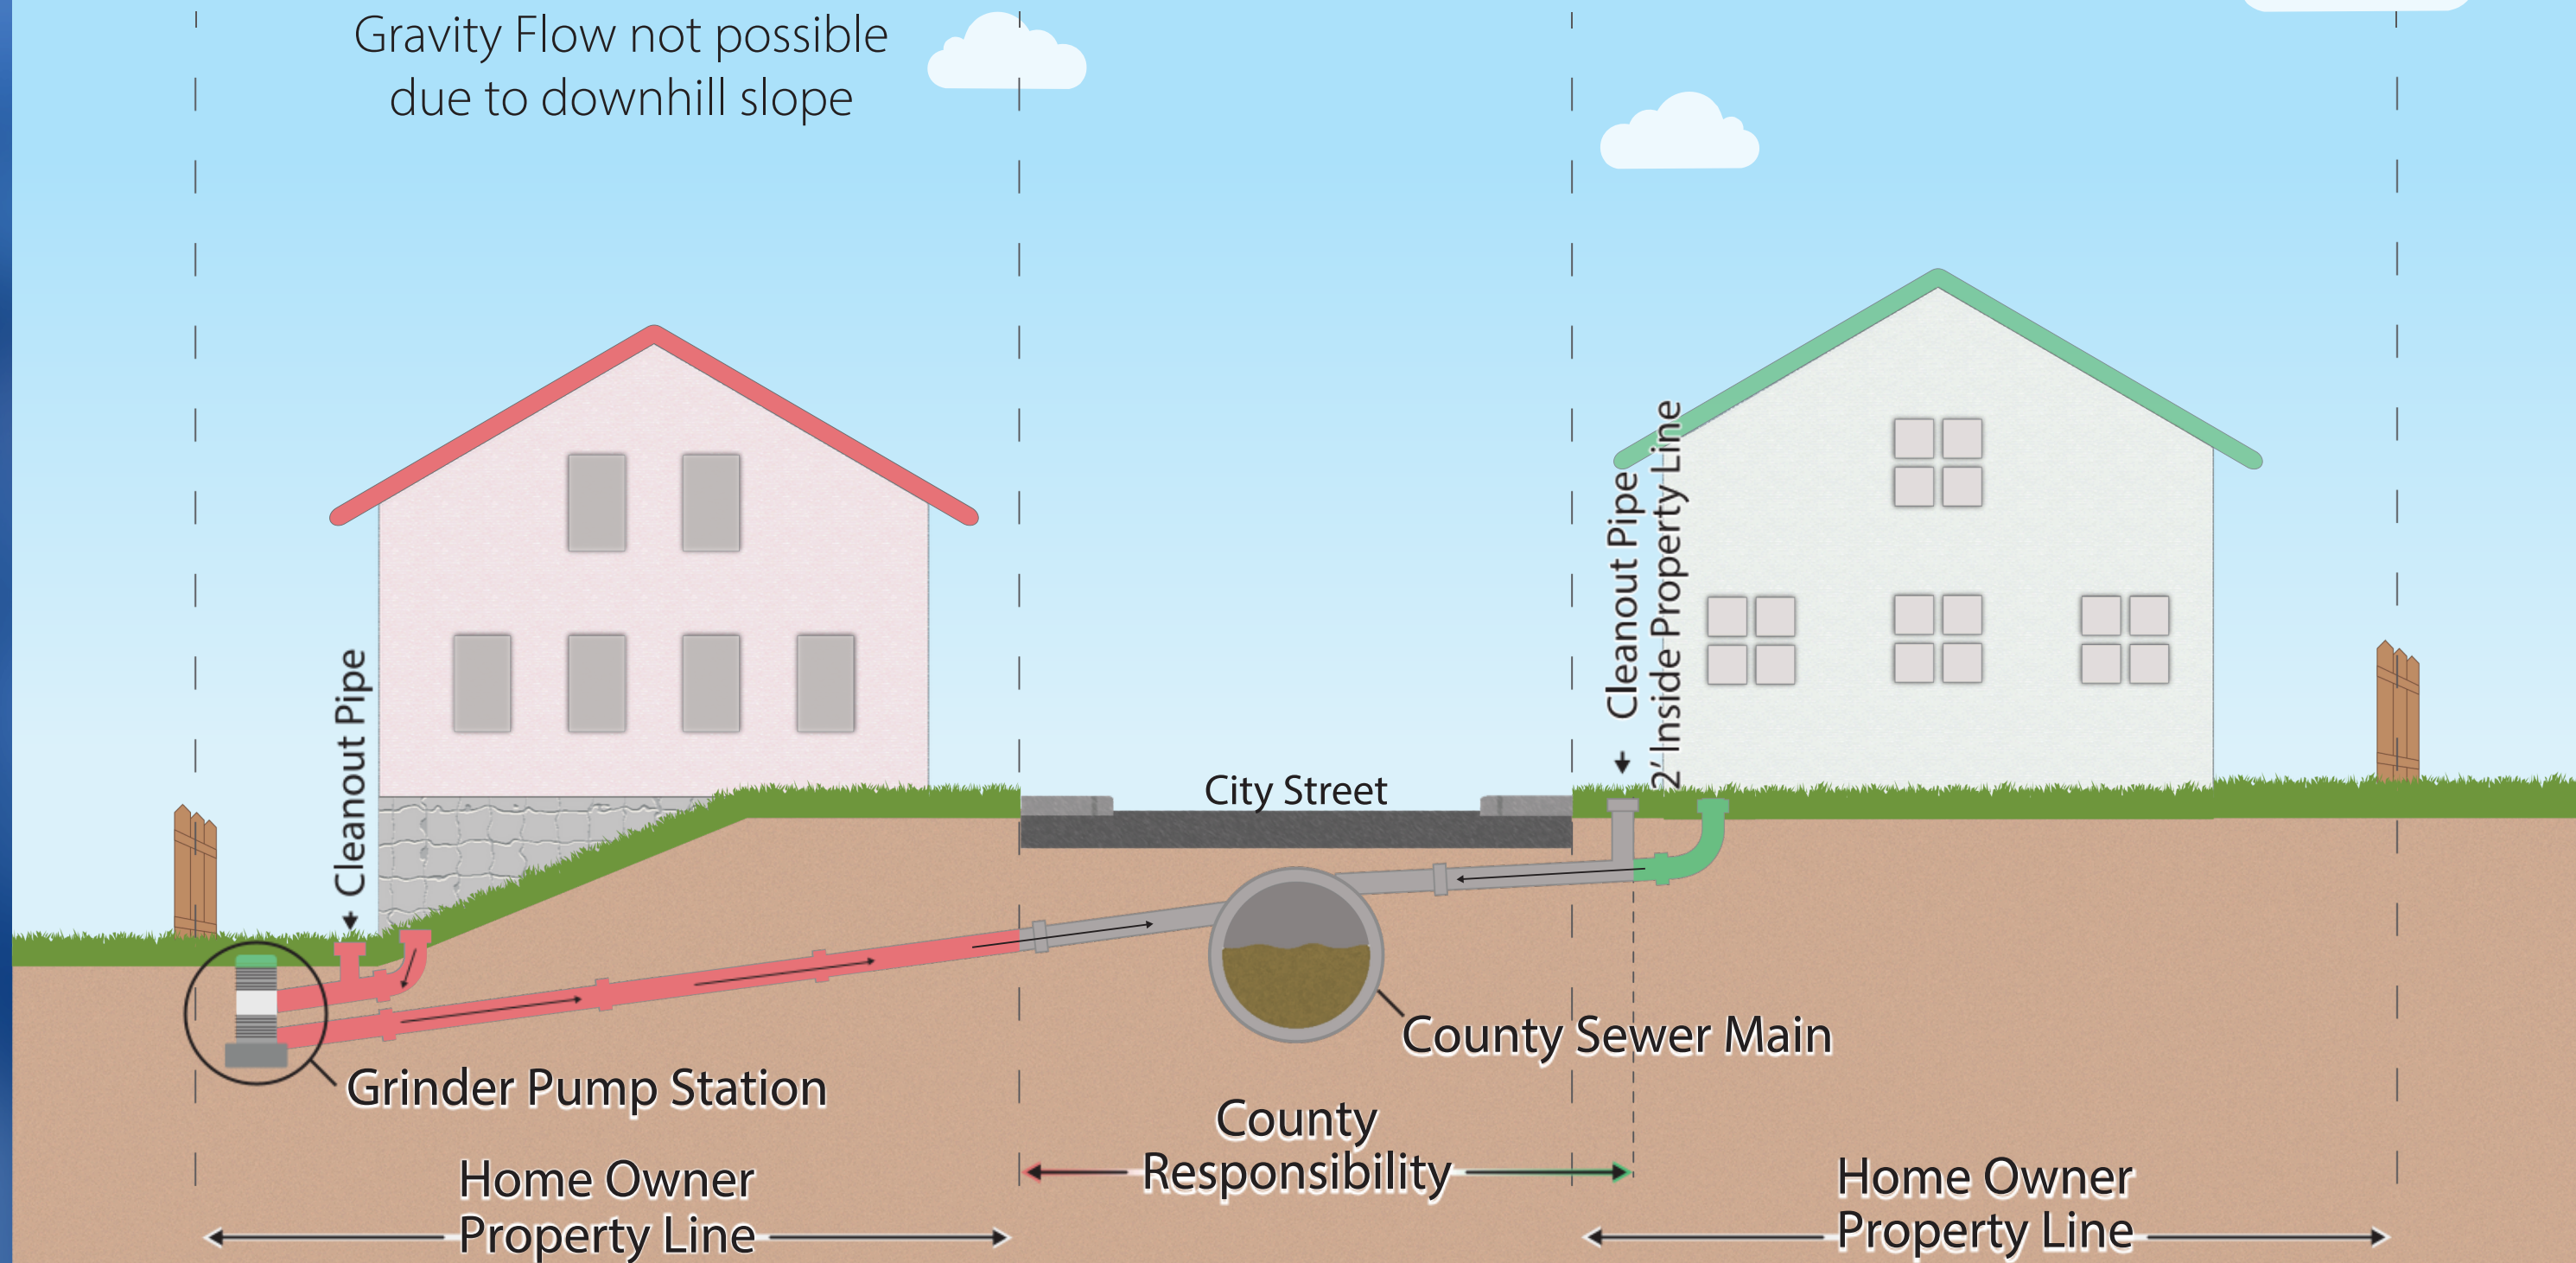 Gravity Flow not possible
due to downhill slope
Cleanout Pipe
Cleanout Pipe
2' Inside Property Line
City Street
County Sewer Main
Grinder Pump Station
County
Responsibility
Home Owner
Property Line
Home Owner
Property Line